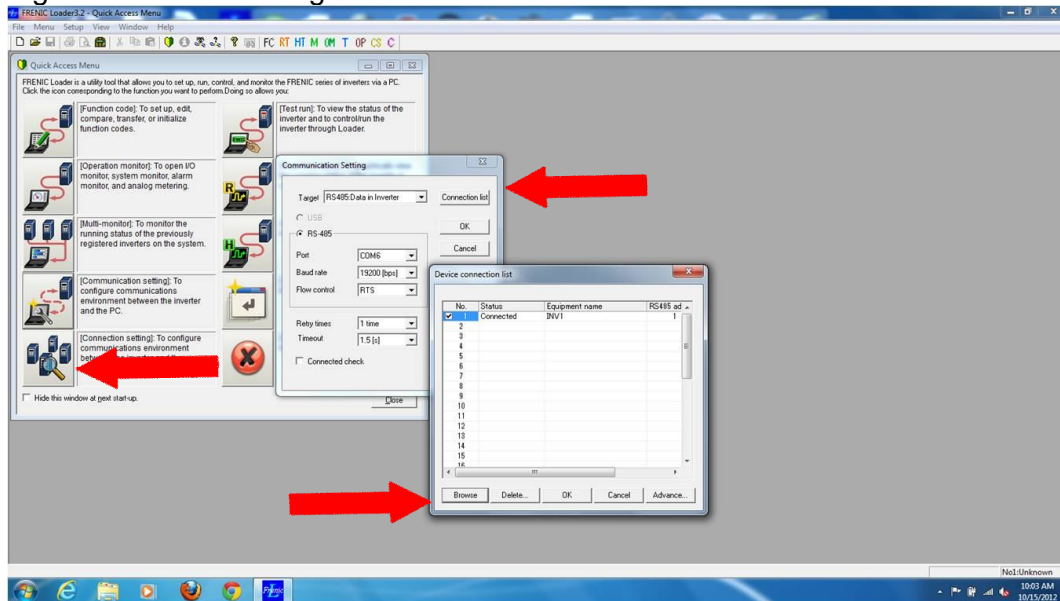 FRENIC Loader3.2 - Quick Access Menu
File Menu Setup View Window Help
FC RT HT M OM T OP CS C
Quick Access Menu
FRENIC Loader is a utility tool that allows you to set up, run, control, and monitor the FRENIC series of inverters via a PC.
Click the icon corresponding to the function you want to perform.Doing so allows you:
[Function code]: To set up, edit,
compare, transfer, or initialize
function codes.
[Test run]: To view the status of the
inverter and to control/run the
inverter through Loader.
[Operation monitor]: To open I/O
monitor, system monitor, alarm
monitor, and analog metering.
[Multi-monitor]: To monitor the
running status of the previously
registered inverters on the system.
[Communication setting]: To
configure communications
environment between the inverter
and the PC.
[Connection setting]: To configure
communications environment
Hide this window at next start-up.
Close
Communication Setting
Target RS485:Data in Inverter Connection list
USB
RS-485
OK
Cancel
Port COM6
Baud rate 19200 [bps]
Flow control RTS
Retry times 1 time
Timeout 1.5 [s]
Connected check
Device connection list
No. Status Equipment name RS485 ad
1 Connected INV1 1
2
3
4
5
6
7
8
9
10
11
12
13
14
15
16
Browse Delete... OK Cancel Advance...
No1:Unknown
Frenic
10:03 AM
10/15/2012